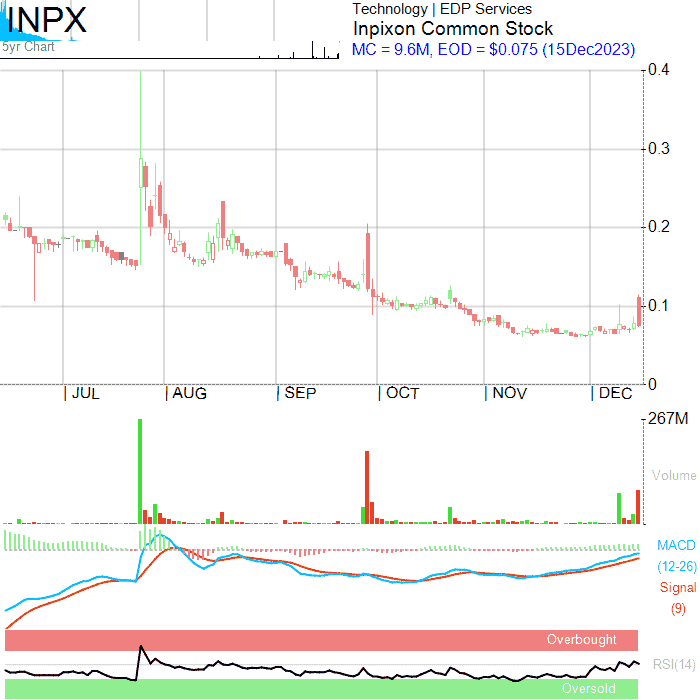 INPX
5yr Chart
Technology | EDP Services
Inpixon Common Stock
MC = 9.6M, EOD = $0.075 (15Dec2023)
0.4
0.3
0.2
0.1
0
| JUL | AUG | SEP | OCT | NOV | DEC
267M
Volume
MACD
(12-26)
Signal
(9)
Overbought
RSI(14)
Oversold